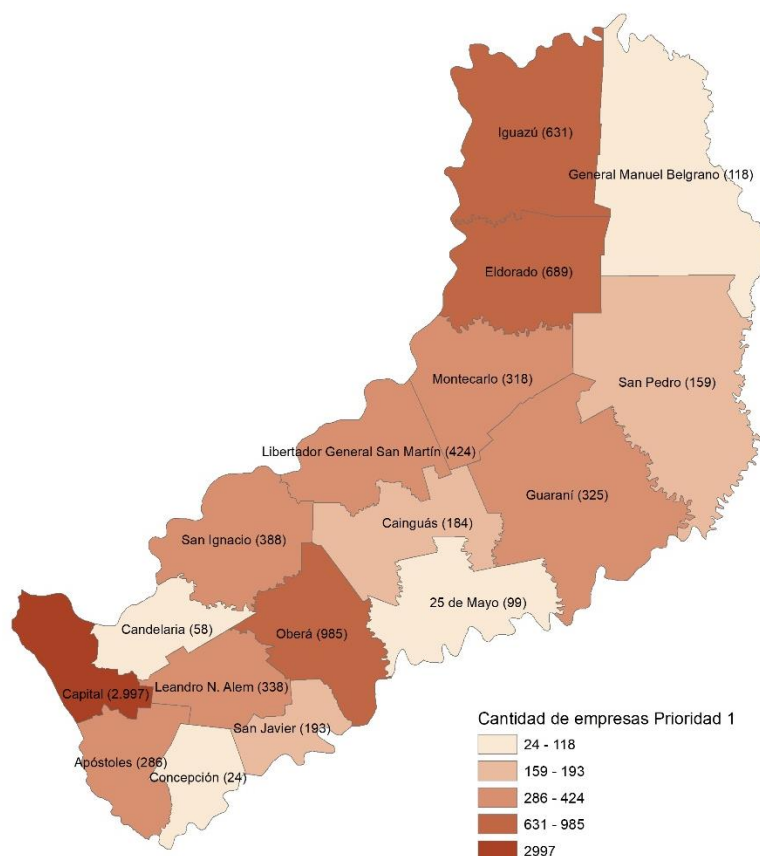 Iguazú (631)
General Manuel Belgrano (118)
Eldorado (689)
Montecarlo (318)
San Pedro (159)
Libertador General San Martín (424)
Guaraní (325)
Cainguás (184)
San Ignacio (388)
25 de Mayo (99)
Candelaria (58)
Oberá (985)
Capital (2.997)
Leandro N. Alem (338)
San Javier (193)
Apóstoles (286)
Concepción (24)
Cantidad de empresas Prioridad 1
24 - 118
159 - 193
286 - 424
631 - 985
2997